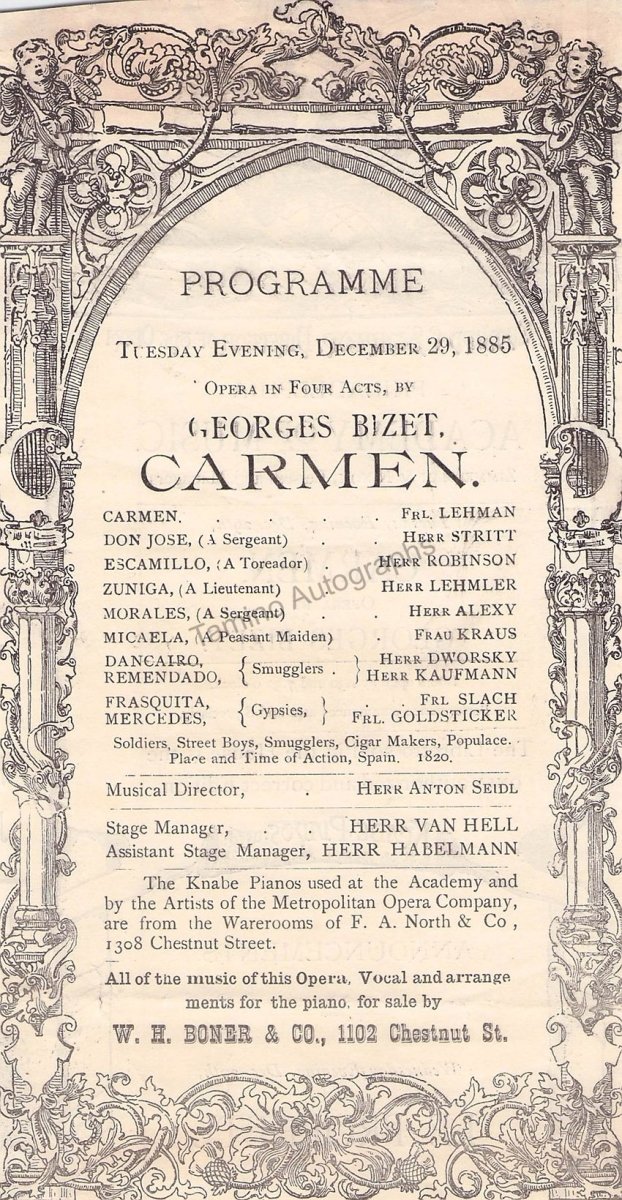 PROGRAMME
TUESDAY EVENING, DECEMBER 29, 1885
OPERA IN FOUR ACTS, BY
GEORGES BIZET,
CARMEN.
CARMEN. . . . . FRL. LEHMAN
DON JOSE, (A Sergeant) . . HERR STRITT
ESCAMILLO, (A Toreador) . HERR ROBINSON
ZUNIGA, (A Lieutenant) . HERR LEHMLER
MORALES, (A Sergeant) . . HERR ALEXY
MICAELA, (A Peasant Maiden) . FRAU KRAUS
DANCAIRO, { Smugglers . } HERR DWORSKY
REMENDADO, HERR KAUFMANN
FRASQUITA, { Gypsies, } . . FRL SLACH
MERCEDES, FRL. GOLDSTICKER
Soldiers, Street Boys, Smugglers, Cigar Makers, Populace.
Place and Time of Action, Spain. 1820.
Musical Director, . . HERR ANTON SEIDL
Stage Manager, . . HERR VAN HELL
Assistant Stage Manager, HERR HABELMANN
The Knabe Pianos used at the Academy and
by the Artists of the Metropolitan Opera Company,
are from the Warerooms of F. A. North & Co ,
1308 Chestnut Street.
All of the music of this Opera, Vocal and arrange
ments for the piano, for sale by
W. H. BONER & CO., 1102 Chestnut St.
Tamino Autographs